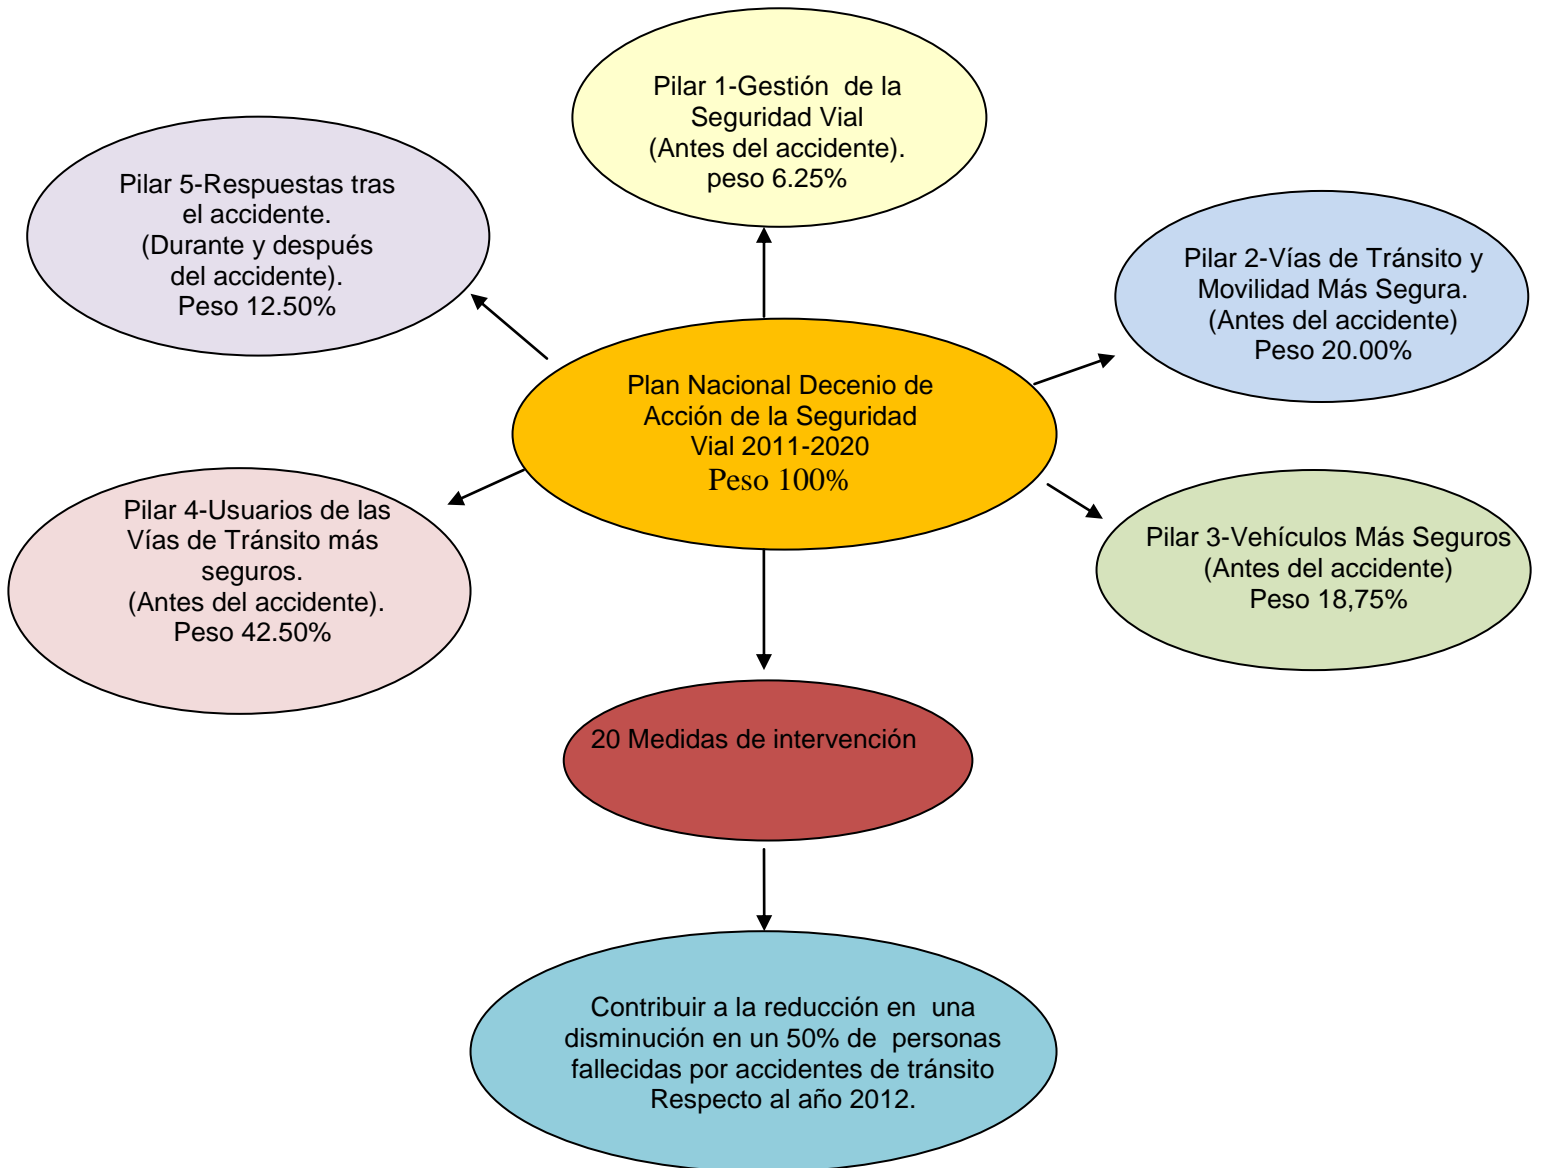 Pilar 1-Gestión de la
Seguridad Vial
(Antes del accidente).
peso 6.25%
Pilar 5-Respuestas tras
el accidente.
(Durante y después
del accidente).
Peso 12.50%
Pilar 2-Vías de Tránsito y
Movilidad Más Segura.
(Antes del accidente)
Peso 20.00%
Plan Nacional Decenio de
Acción de la Seguridad
Vial 2011-2020
Peso 100%
Pilar 4-Usuarios de las
Vías de Tránsito más
seguros.
(Antes del accidente).
Peso 42.50%
Pilar 3-Vehículos Más Seguros
(Antes del accidente)
Peso 18,75%
20 Medidas de intervención
Contribuir a la reducción en una
disminución en un 50% de personas
fallecidas por accidentes de tránsito
Respecto al año 2012.